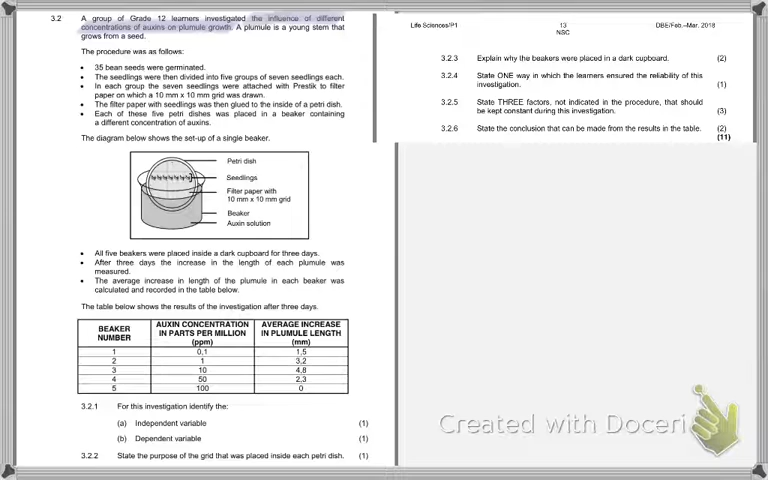 3.2 A group of Grade 12 learners investigated the influence of different
concentrations of auxins on plumule growth. A plumule is a young stem that
grows from a seed.
The procedure was as follows:
• 35 bean seeds were germinated.
• The seedlings were then divided into five groups of seven seedlings each.
• In each group the seven seedlings were attached with Prestik to filter
paper on which a 10 mm x 10 mm grid was drawn.
• The filter paper with seedlings was then glued to the inside of a petri dish.
• Each of these five petri dishes was placed in a beaker containing
a different concentration of auxins.
The diagram below shows the set-up of a single beaker.
Petri dish
Seedlings
Filter paper with
10 mm x 10 mm grid
Beaker
Auxin solution
• All five beakers were placed inside a dark cupboard for three days.
• After three days the increase in the length of each plumule was
measured.
• The average increase in length of the plumule in each beaker was
calculated and recorded in the table below.
The table below shows the results of the investigation after three days.
BEAKER NUMBER AUXIN CONCENTRATION IN PARTS PER MILLION (ppm) AVERAGE INCREASE IN PLUMULE LENGTH (mm)
1 0,1 1,5
2 1 3,2
3 10 4,8
4 50 2,3
5 100 0
3.2.1 For this investigation identify the:
(a) Independent variable (1)
(b) Dependent variable (1)
3.2.2 State the purpose of the grid that was placed inside each petri dish. (1)
Life Sciences/P1 13 DBE/Feb.–Mar. 2018
NSC
3.2.3 Explain why the beakers were placed in a dark cupboard. (2)
3.2.4 State ONE way in which the learners ensured the reliability of this
investigation. (1)
3.2.5 State THREE factors, not indicated in the procedure, that should
be kept constant during this investigation. (3)
3.2.6 State the conclusion that can be made from the results in the table. (2)
(11)
Created with Doceri